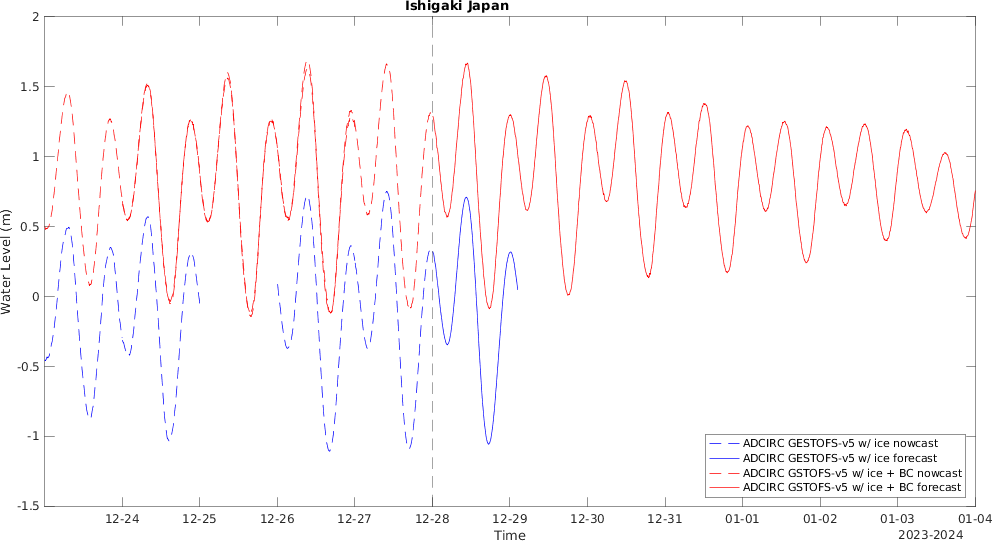 Ishigaki Japan
2
1.5
1
0.5
0
-0.5
-1
-1.5
Water Level (m)
12-24 12-25 12-26 12-27 12-28 12-29 12-30 12-31 01-01 01-02 01-03 01-04
Time
2023-2024
ADCIRC GESTOFS-v5 w/ ice nowcast
ADCIRC GESTOFS-v5 w/ ice forecast
ADCIRC GSTOFS-v5 w/ ice + BC nowcast
ADCIRC GSTOFS-v5 w/ ice + BC forecast